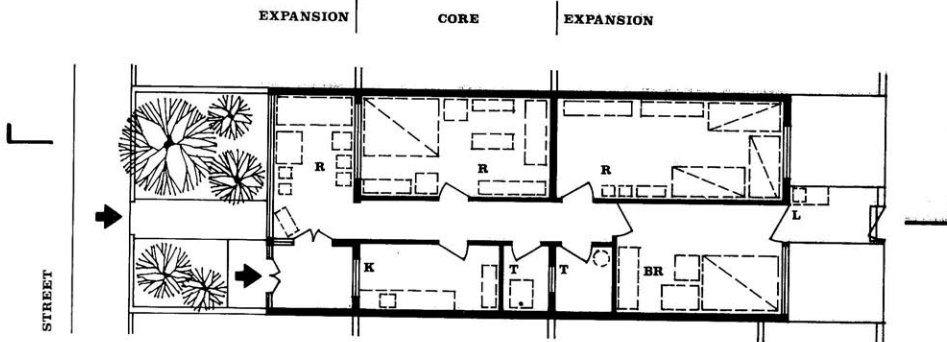 EXPANSION
CORE
EXPANSION
R
R
R
L
K
T
T
BR
STREET